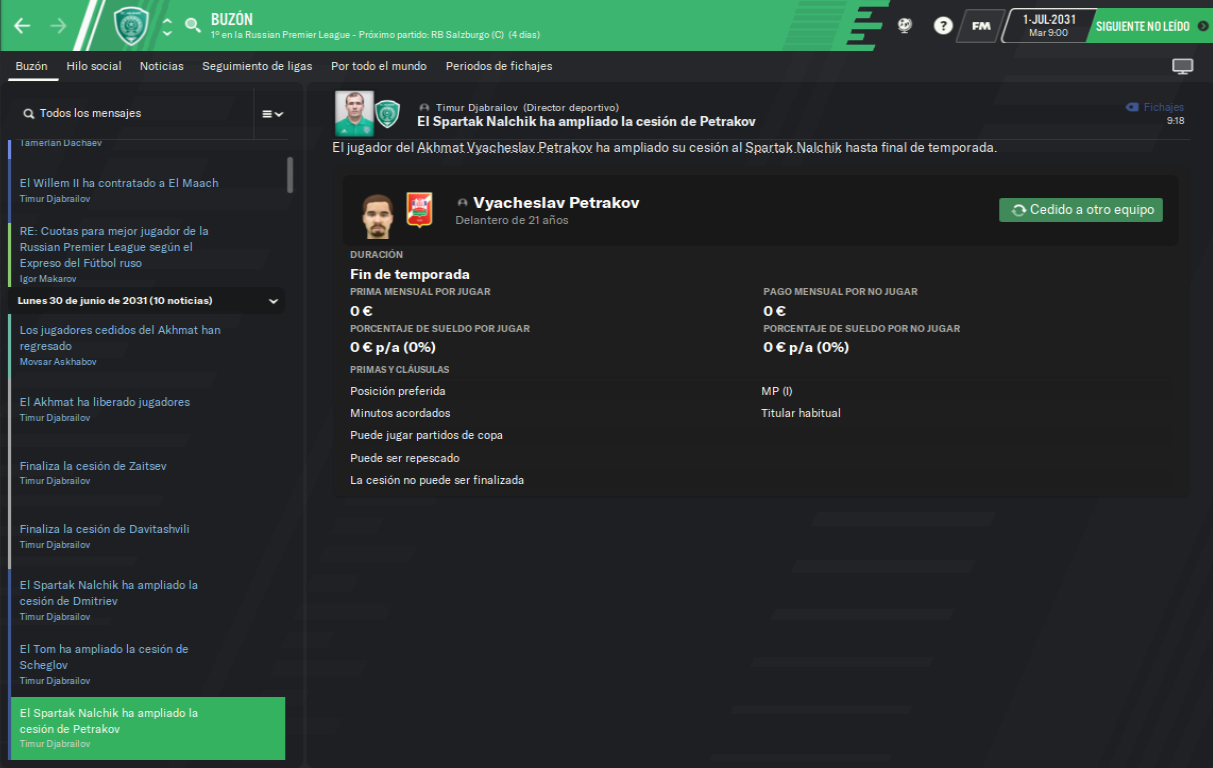 BUZÓN
1º en la Russian Premier League - Próximo partido: RB Salzburgo (C) (4 días)
?
FM
1-JUL-2031
Mar 9:00
SIGUIENTE NO LEÍDO
Buzón
Hilo social
Noticias
Seguimiento de ligas
Por todo el mundo
Periodos de fichajes
Todos los mensajes
Tamerlan Dachaev
El Willem II ha contratado a El Maach
Timur Djabrailov
RE: Cuotas para mejor jugador de la
Russian Premier League según el
Expreso del Fútbol ruso
Igor Makarov
Lunes 30 de junio de 2031 (10 noticias)
Los jugadores cedidos del Akhmat han
regresado
Movsar Askhabov
El Akhmat ha liberado jugadores
Timur Djabrailov
Finaliza la cesión de Zaitsev
Timur Djabrailov
Finaliza la cesión de Davitashvili
Timur Djabrailov
El Spartak Nalchik ha ampliado la
cesión de Dmitriev
Timur Djabrailov
El Tom ha ampliado la cesión de
Scheglov
Timur Djabrailov
El Spartak Nalchik ha ampliado la
cesión de Petrakov
Timur Djabrailov
Timur Djabrailov (Director deportivo)
El Spartak Nalchik ha ampliado la cesión de Petrakov
Fichajes
9:18
El jugador del Akhmat Vyacheslav Petrakov ha ampliado su cesión al Spartak Nalchik hasta final de temporada.
Vyacheslav Petrakov
Delantero de 21 años
Cedido a otro equipo
DURACIÓN
Fin de temporada
PRIMA MENSUAL POR JUGAR
PAGO MENSUAL POR NO JUGAR
0 €
0 €
PORCENTAJE DE SUELDO POR JUGAR
PORCENTAJE DE SUELDO POR NO JUGAR
0 € p/a (0%)
0 € p/a (0%)
PRIMAS Y CLÁUSULAS
Posición preferida
MP (I)
Minutos acordados
Titular habitual
Puede jugar partidos de copa
Puede ser repescado
La cesión no puede ser finalizada